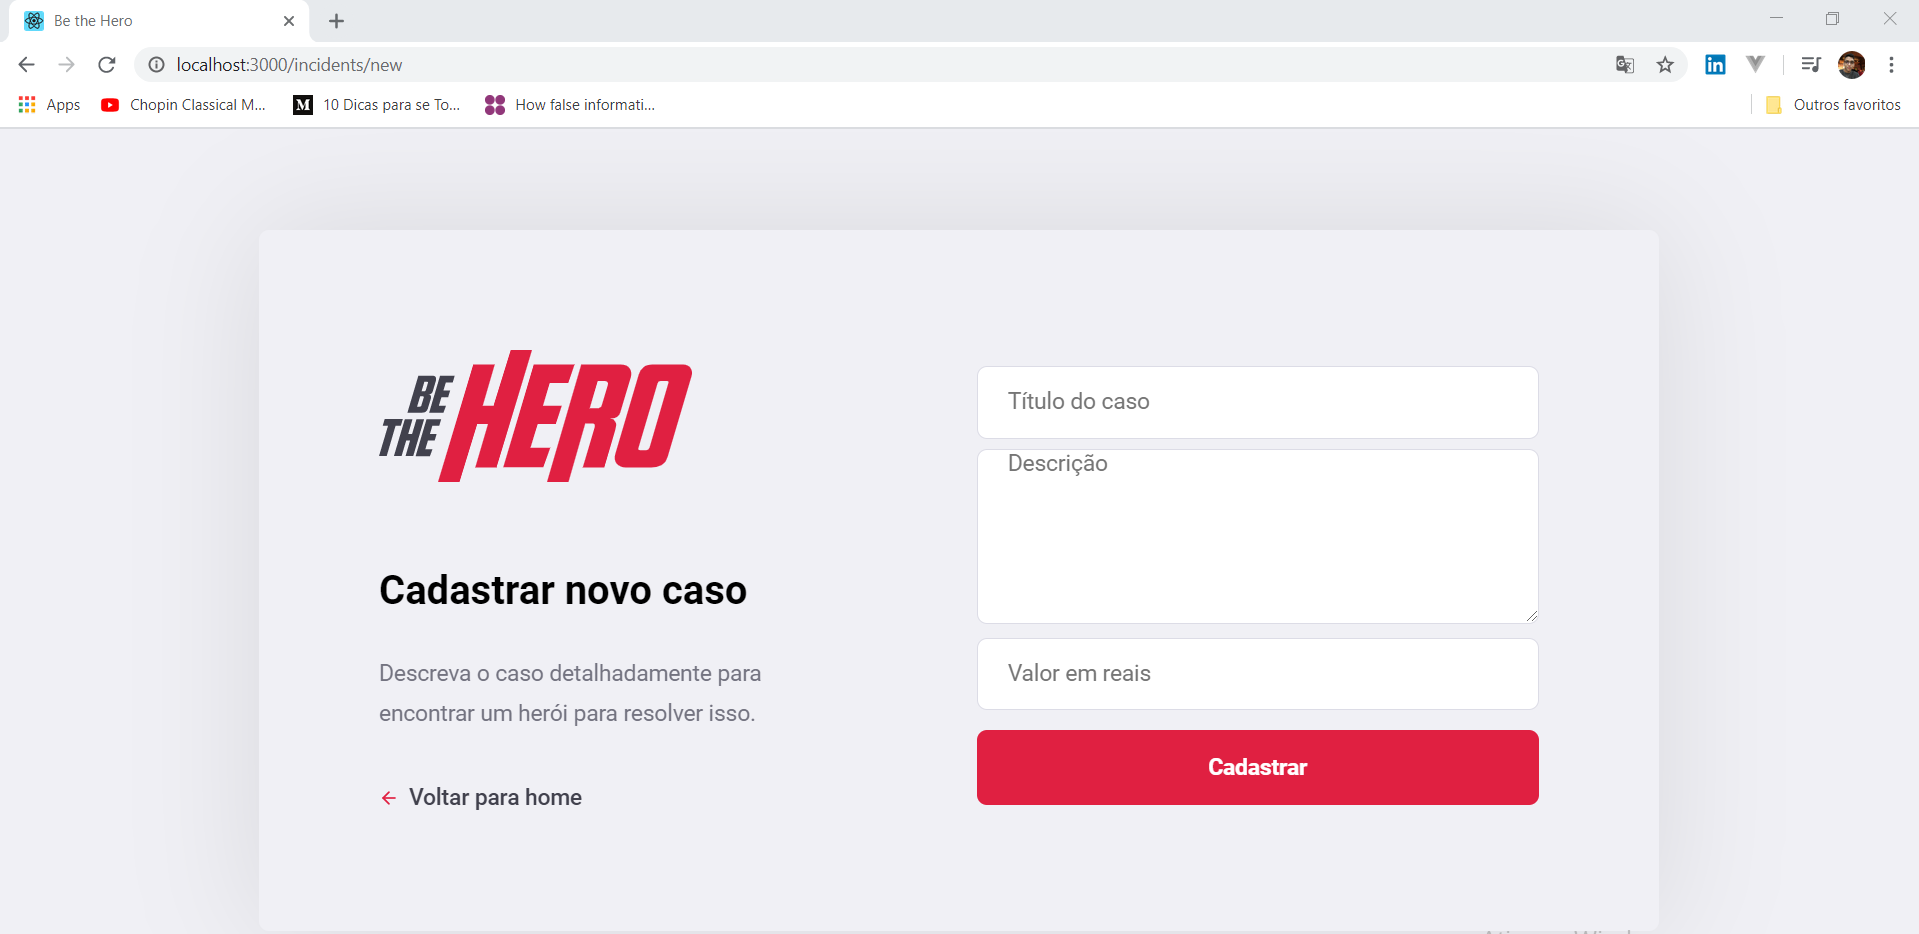 Be the Hero
localhost:3000/incidents/new
Apps
Chopin Classical M...
M
10 Dicas para se To...
How false informati...
Outros favoritos
BE
THE HERO
Cadastrar novo caso
Descreva o caso detalhadamente para
encontrar um herói para resolver isso.
Voltar para home
Título do caso
Descrição
Valor em reais
Cadastrar